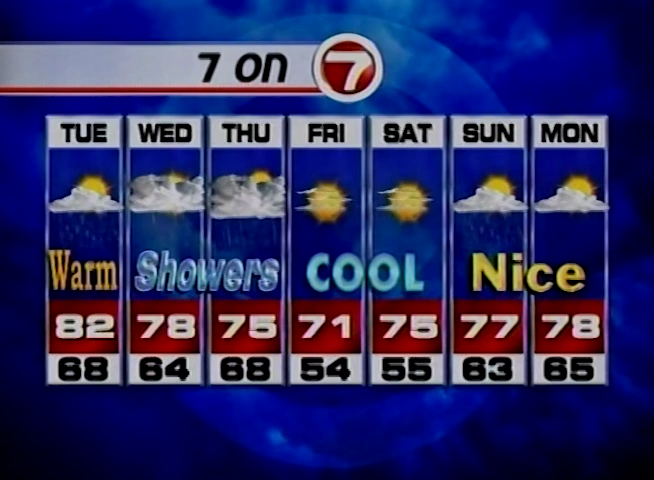 7 on 7
TUE WED THU FRI SAT SUN MON
Warm Showers COOL Nice
82 78 75 71 75 77 78
68 64 68 54 55 63 65